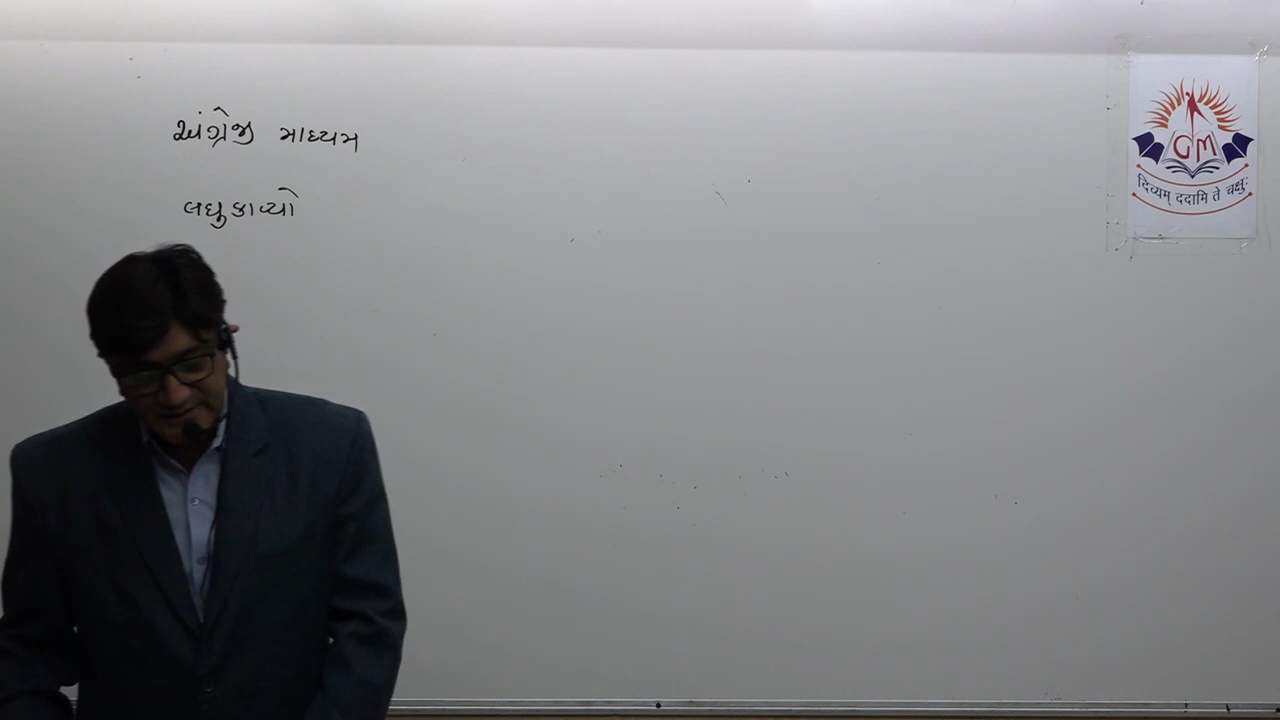 અંગ્રેજી માધ્યમ
લઘુકાવ્યો
GM
दिव्यम् ददामि ते चक्षुः